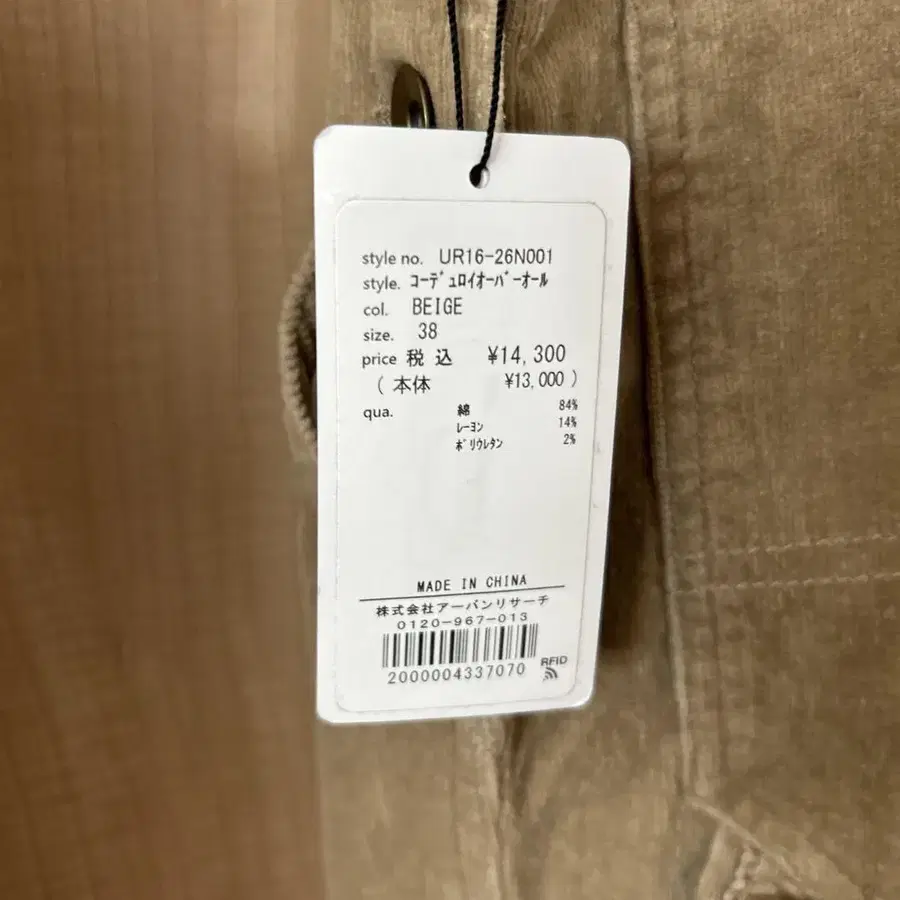 style no. UR16-26N001
style. ｺｰﾃﾞｭﾛｲｵｰﾊﾞｰｵｰﾙ
col. BEIGE
size. 38
price 税 込 ¥14,300
( 本体 ¥13,000 )
qua. 綿 84%
ﾚｰﾖﾝ 14%
ﾎﾟﾘｳﾚﾀﾝ 2%
MADE IN CHINA
株式会社アーバンリサーチ
0120-967-013
2000004337070
RFID